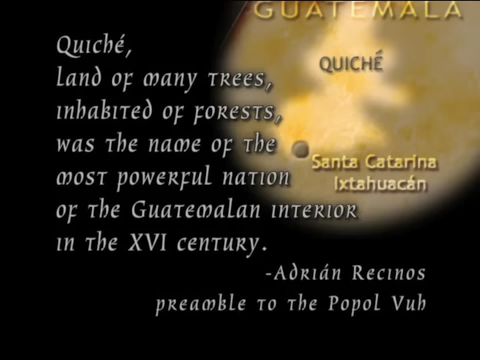 GUATEMALA
QUICHÉ
Santa Catarina
Ixtahuacán
Quiché,
land of many trees,
inhabited of forests,
was the name of the
most powerful nation
of the Guatemalan interior
in the XVI century.
-Adrián Recinos
preamble to the Popol Vuh